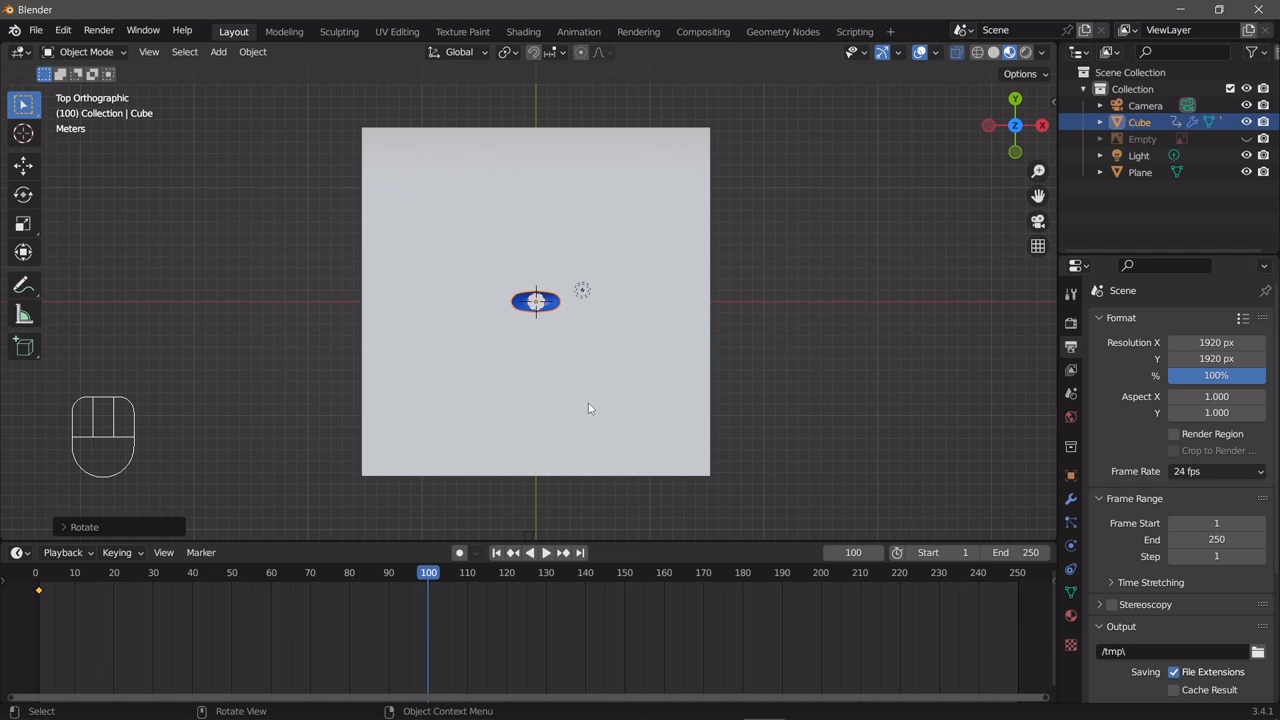 Blender
File Edit Render Window Help Layout Modeling Sculpting UV Editing Texture Paint Shading Animation Rendering Compositing Geometry Nodes Scripting + Scene ViewLayer
Object Mode View Select Add Object Global
Options
Top Orthographic
(100) Collection | Cube
Meters
Y
Z
X
Rotate
Scene Collection
Collection
Camera
Cube
Empty
Light
Plane
Scene
Format
Resolution X 1920 px
Y 1920 px
% 100%
Aspect X 1.000
Y 1.000
Render Region
Crop to Render ...
Frame Rate 24 fps
Frame Range
Frame Start 1
End 250
Step 1
Time Stretching
Stereoscopy
Output
/tmp\
Saving File Extensions
Cache Result
Playback Keying View Marker 100 Start 1 End 250
0 10 20 30 40 50 60 70 80 90 100 110 120 130 140 150 160 170 180 190 200 210 220 230 240 250
Select Rotate View Object Context Menu 3.4.1